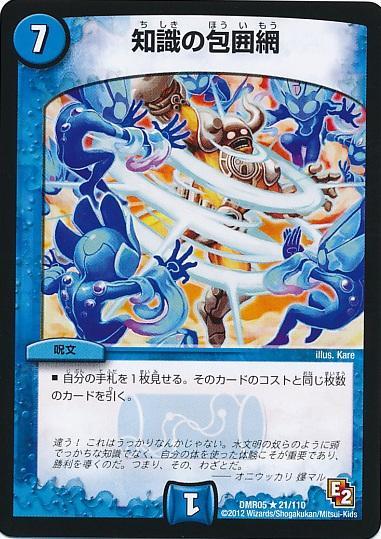 7
ちしき ほういもう
知識の包囲網
呪文
illus. Kare
■ 自分の手札を1枚見せる。そのカードのコストと同じ枚数
のカードを引く。
違う! これはうっかりなんかじゃない。水文明の奴らのように頭
でっかちな知識でなく、自分の体を使った体験こそが重要であり、
勝利を導くのだ。つまり、その、わざとだ。
── オニウッカリ 爆マル
1
E2
DMR05 ★ 21/110
©2012 Wizards/Shogakukan/Mitsui-Kids